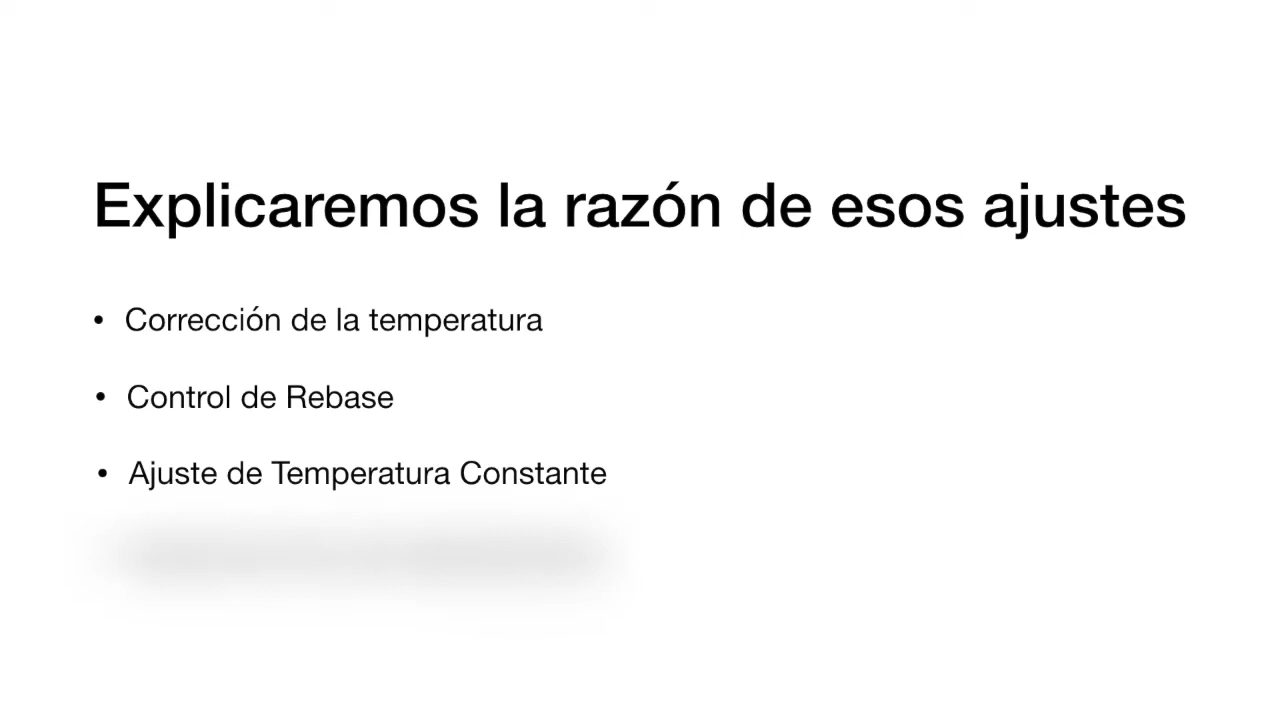 Explicaremos la razón de esos ajustes
• Corrección de la temperatura
• Control de Rebase
• Ajuste de Temperatura Constante